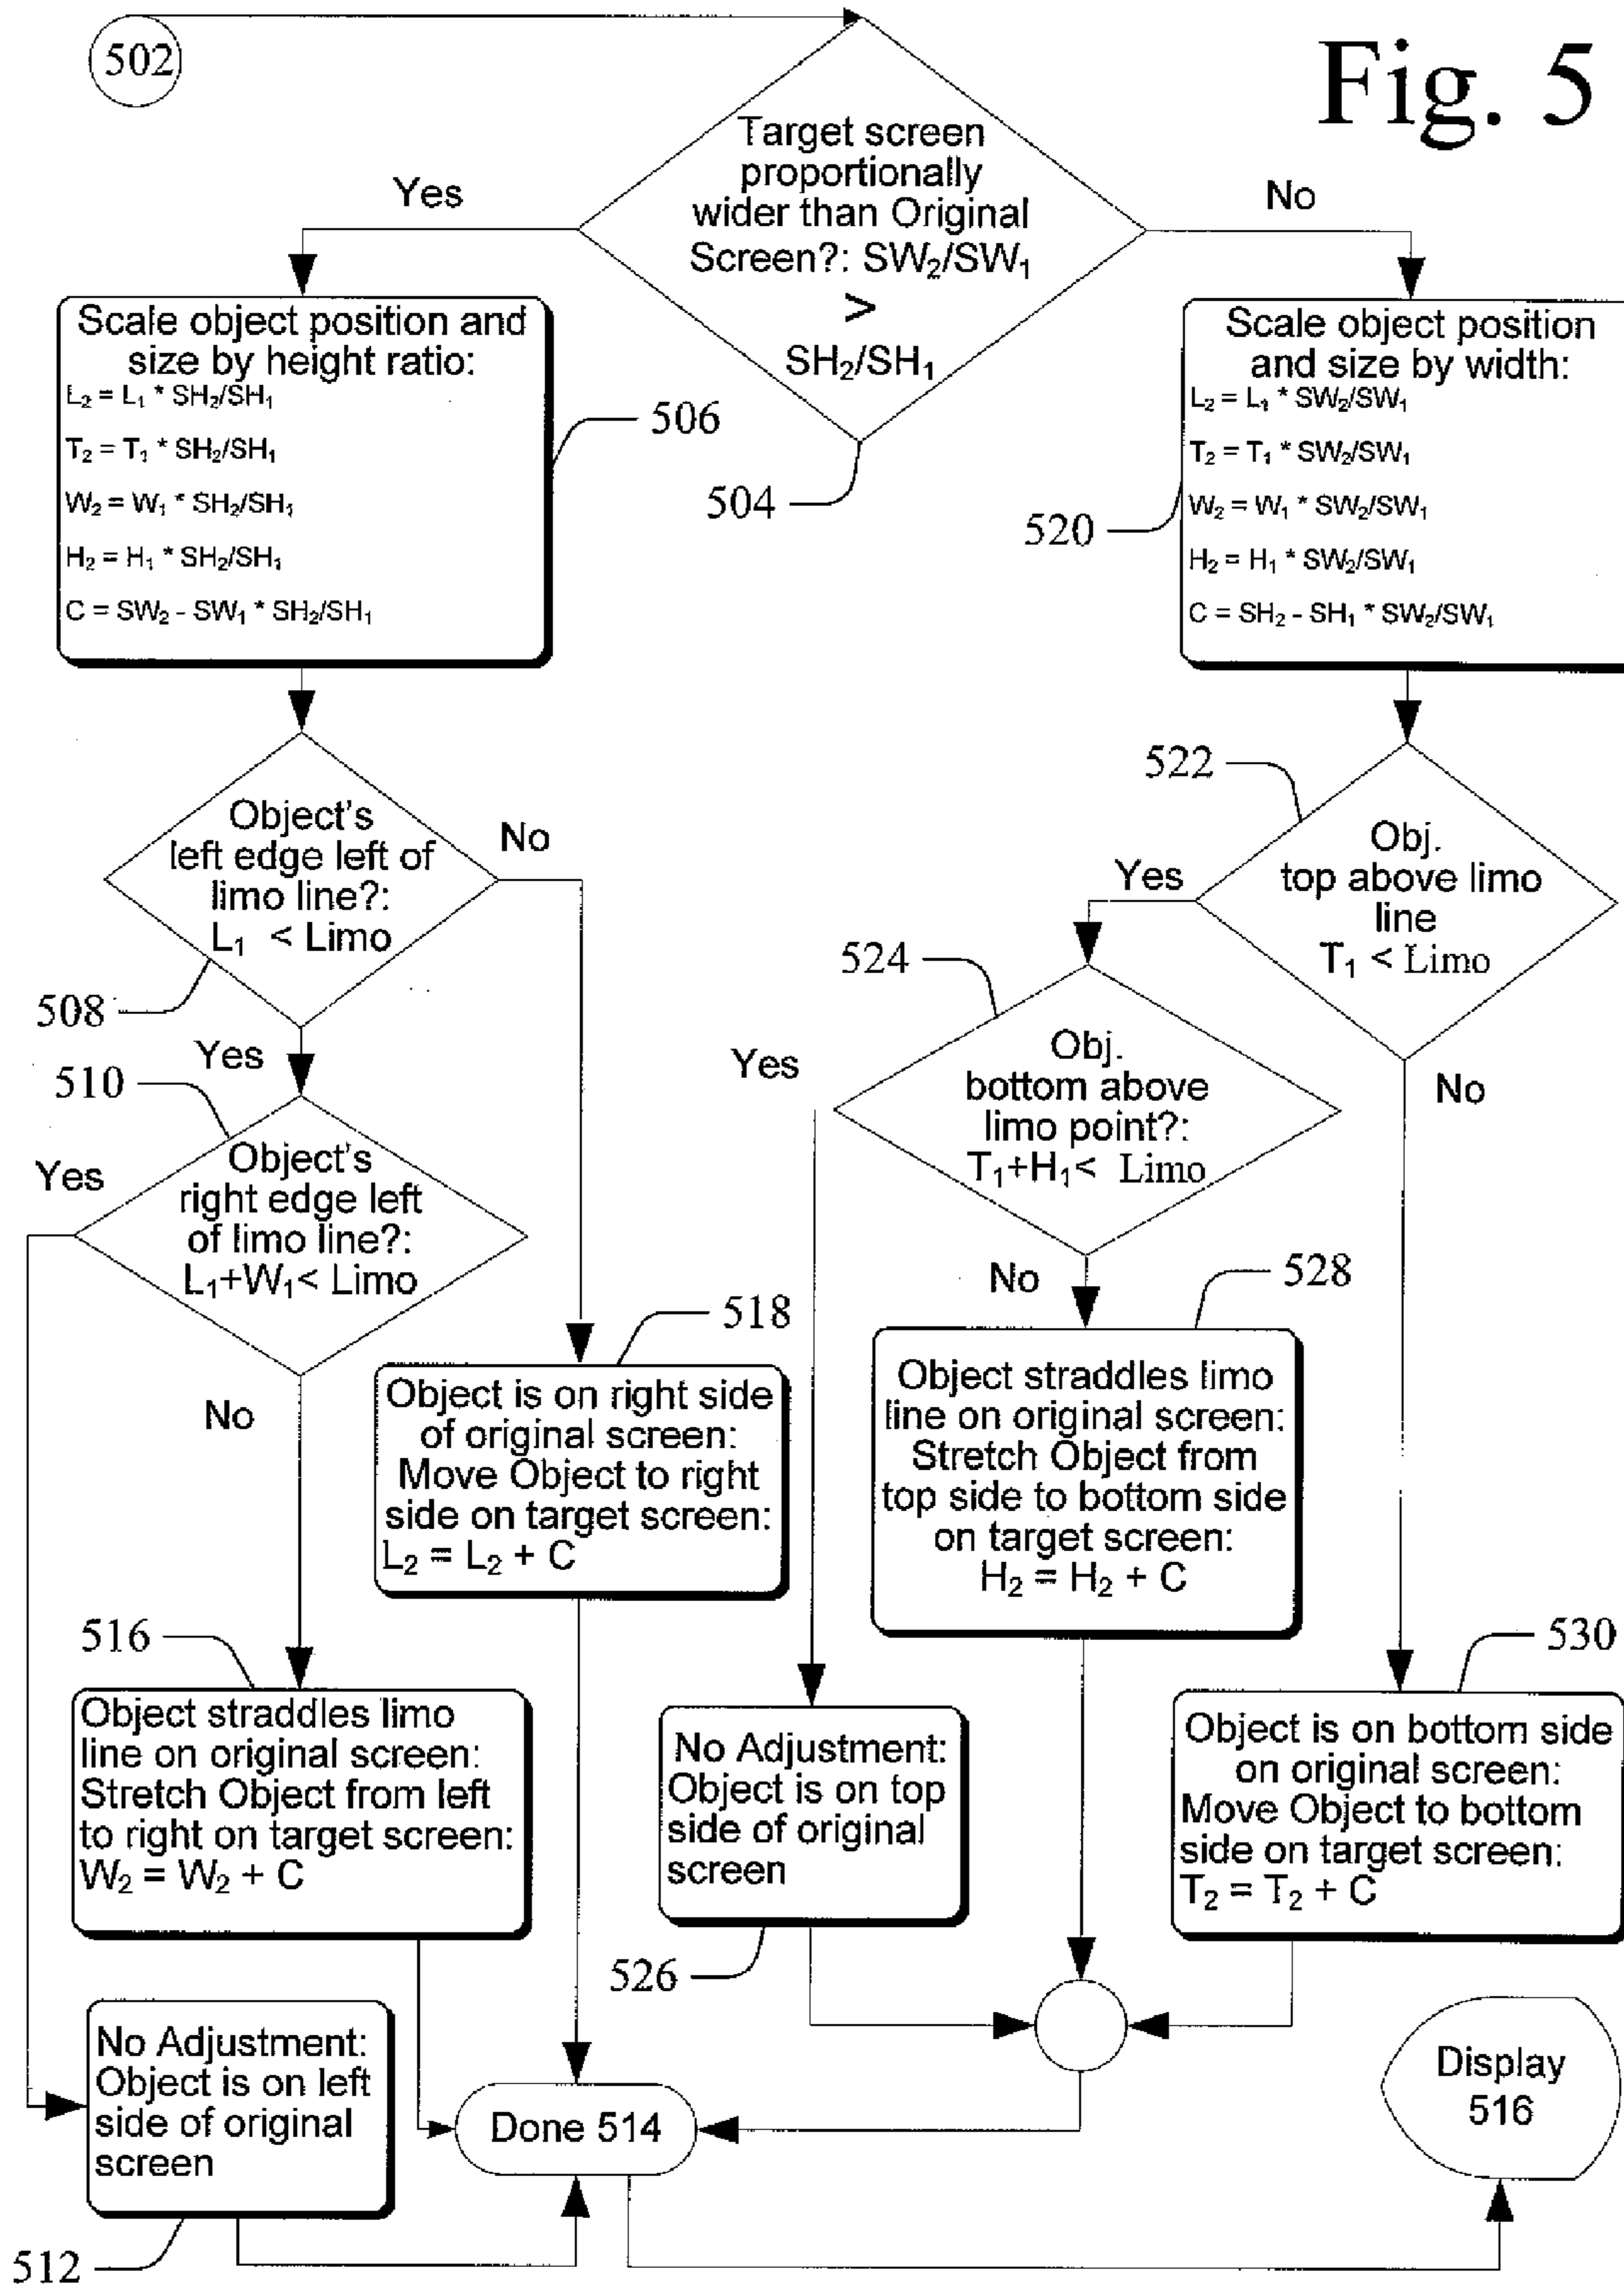 502
Fig. 5
Target screen
proportionally
wider than Original
Screen?: SW₂/SW₁
>
SH₂/SH₁
Yes
No
504
Scale object position and
size by height ratio:
L₂ = L₁ * SH₂/SH₁
T₂ = T₁ * SH₂/SH₁
W₂ = W₁ * SH₂/SH₁
H₂ = H₁ * SH₂/SH₁
C = SW₂ - SW₁ * SH₂/SH₁
506
Scale object position
and size by width:
L₂ = L₁ * SW₂/SW₁
T₂ = T₁ * SW₂/SW₁
W₂ = W₁ * SW₂/SW₁
H₂ = H₁ * SW₂/SW₁
C = SH₂ - SH₁ * SW₂/SW₁
520
Object's
left edge left of
limo line?:
L₁ < Limo
No
508
Yes
522
Obj.
top above limo
line
T₁ < Limo
Yes
No
524
Obj.
bottom above
limo point?:
T₁+H₁< Limo
Yes
No
510
Object's
right edge left
of limo line?:
L₁+W₁< Limo
Yes
No
518
Object is on right side
of original screen:
Move Object to right
side on target screen:
L₂ = L₂ + C
528
Object straddles limo
line on original screen:
Stretch Object from
top side to bottom side
on target screen:
H₂ = H₂ + C
516
Object straddles limo
line on original screen:
Stretch Object from left
to right on target screen:
W₂ = W₂ + C
No Adjustment:
Object is on top
side of original
screen
526
530
Object is on bottom side
on original screen:
Move Object to bottom
side on target screen:
T₂ = T₂ + C
No Adjustment:
Object is on left
side of original
screen
512
Done 514
Display
516